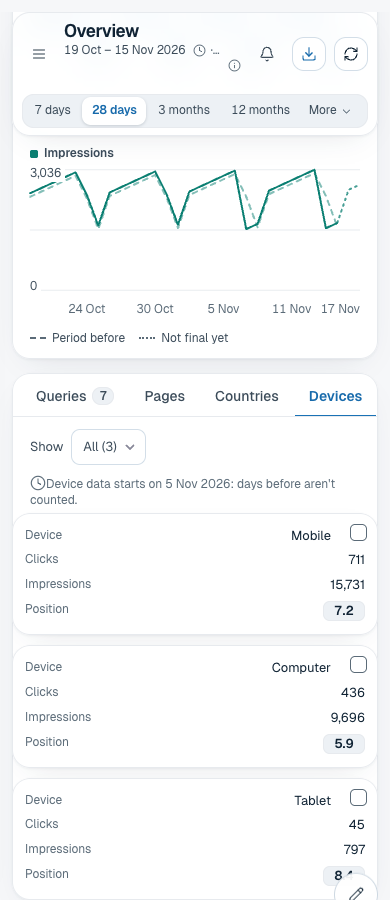 Overview
19 Oct – 15 Nov 2026
7 days 28 days 3 months 12 months More
Impressions
3,036
0
24 Oct 30 Oct 5 Nov 11 Nov 17 Nov
Period before Not final yet
Queries 7 Pages Countries Devices
Show All (3)
Device data starts on 5 Nov 2026: days before aren't
counted.
Device Mobile
Clicks 711
Impressions 15,731
Position 7.2
Device Computer
Clicks 436
Impressions 9,696
Position 5.9
Device Tablet
Clicks 45
Impressions 797
Position